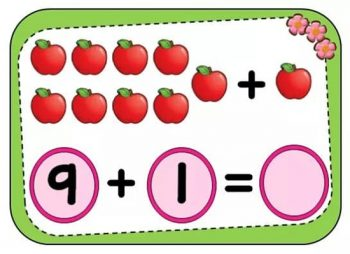 +
9 + 1 =